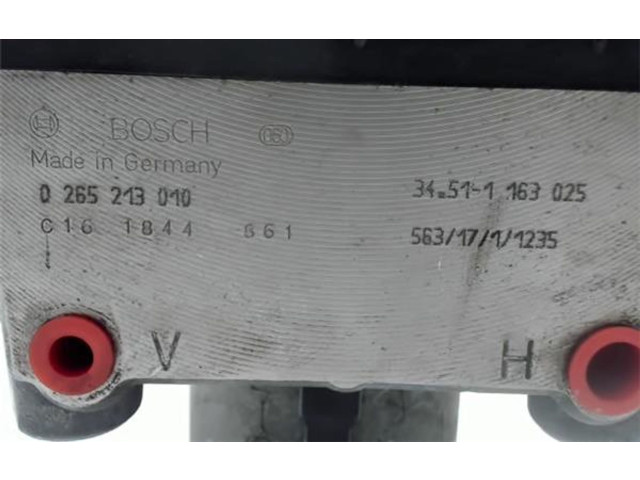 BOSCH
Made in Germany
0 265 213 010
34.51-1 163 025
C16 1844 661
563/17/1/1235
V
H